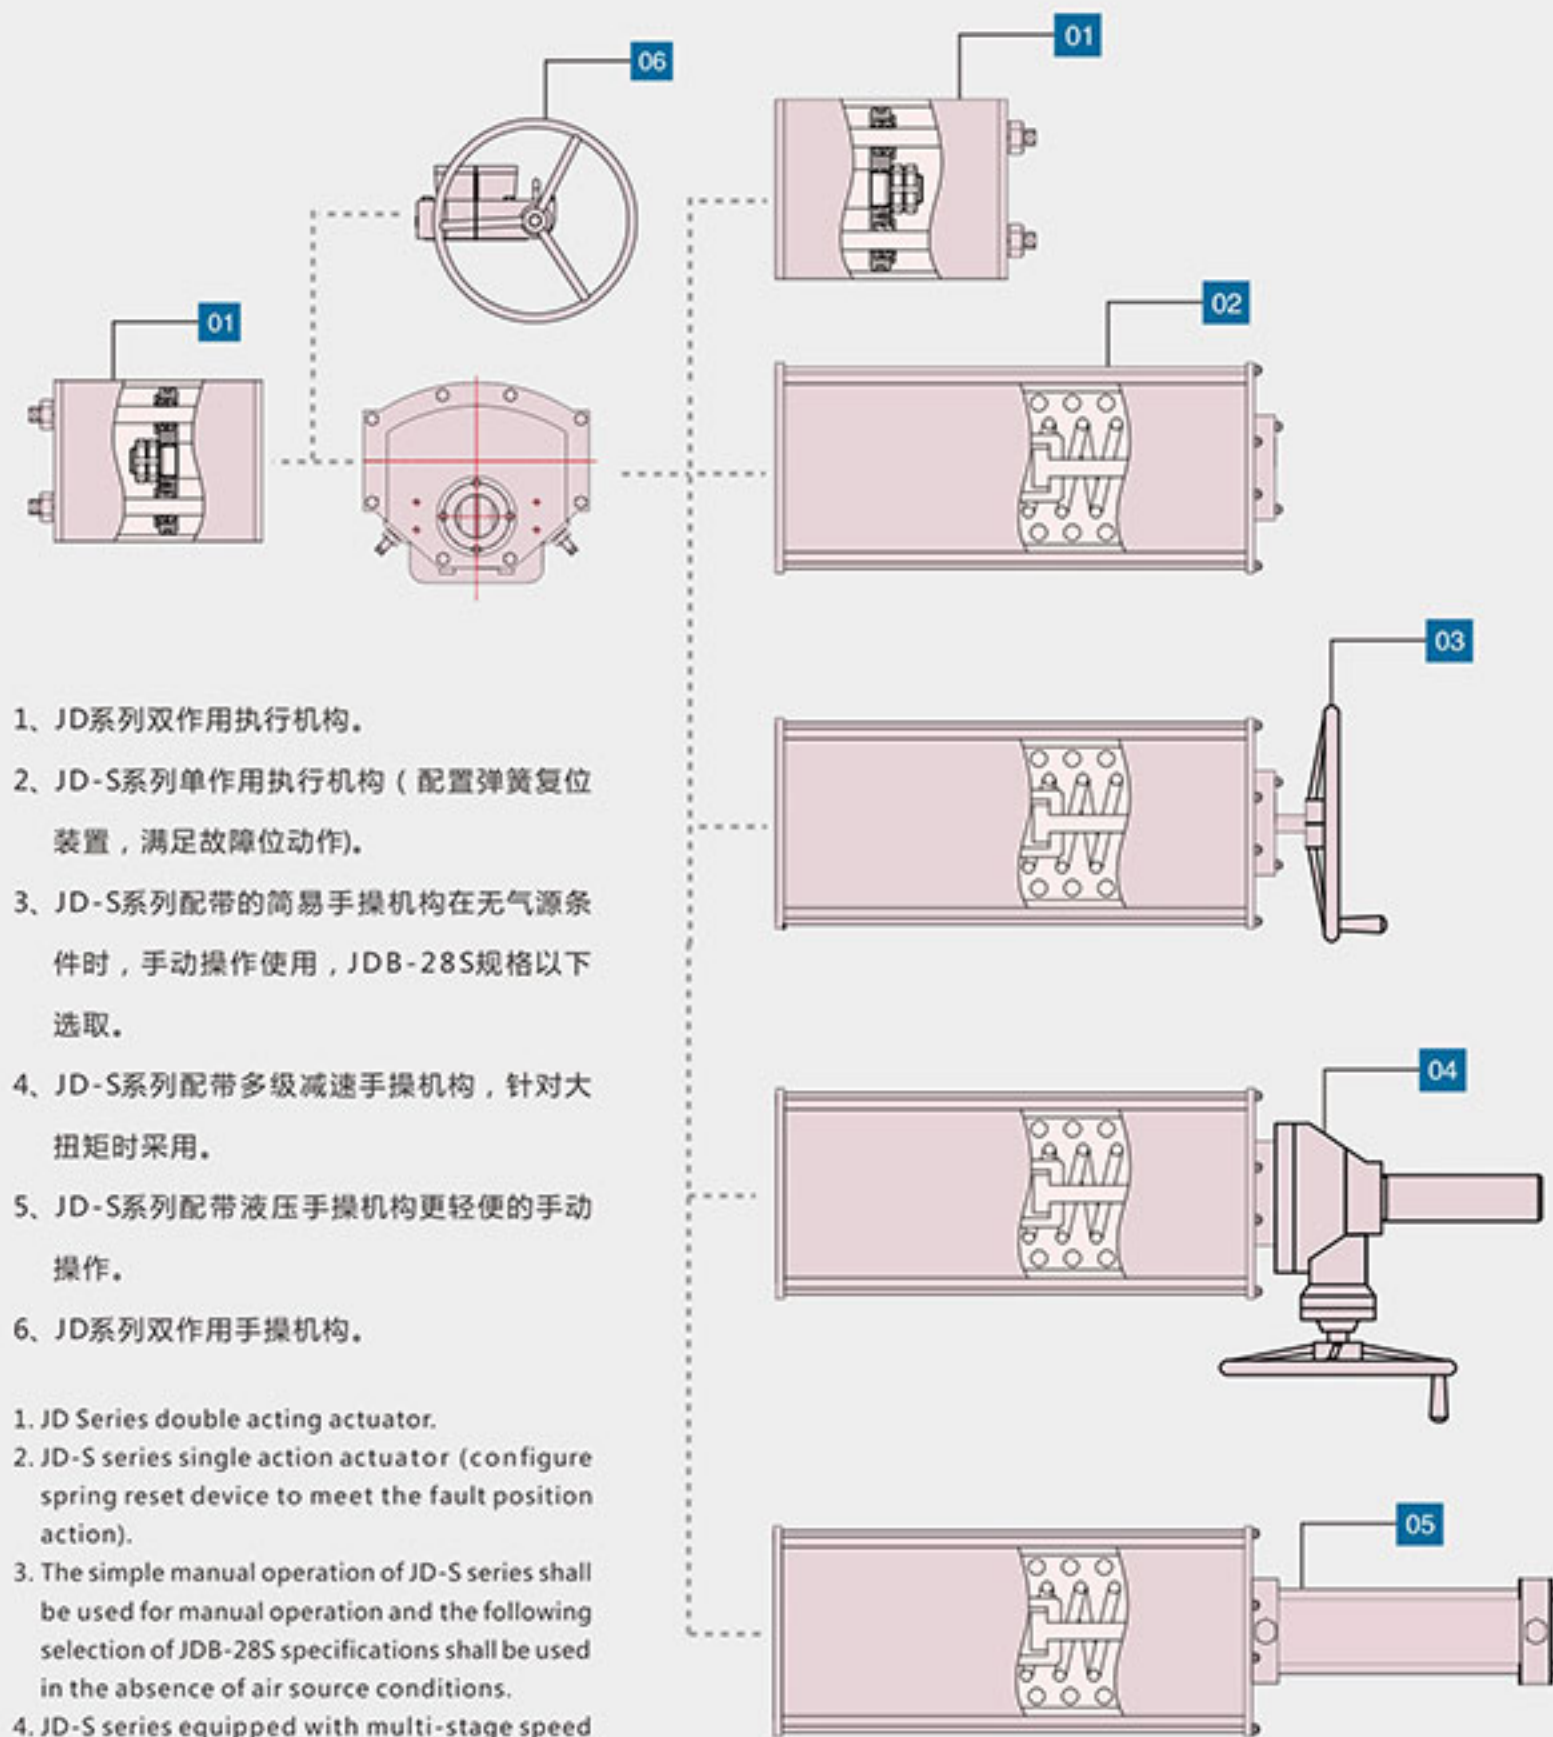 06
01
01
02
03
04
05
1、JD系列双作用执行机构。
2、JD-S系列单作用执行机构（配置弹簧复位
装置，满足故障位动作)。
3、JD-S系列配带的简易手操机构在无气源条
件时，手动操作使用，JDB-28S规格以下
选取。
4、JD-S系列配带多级减速手操机构，针对大
扭矩时采用。
5、JD-S系列配带液压手操机构更轻便的手动
操作。
6、JD系列双作用手操机构。
1. JD Series double acting actuator.
2. JD-S series single action actuator (configure
spring reset device to meet the fault position
action).
3. The simple manual operation of JD-S series shall
be used for manual operation and the following
selection of JDB-28S specifications shall be used
in the absence of air source conditions.
4. JD-S series equipped with multi-stage speed